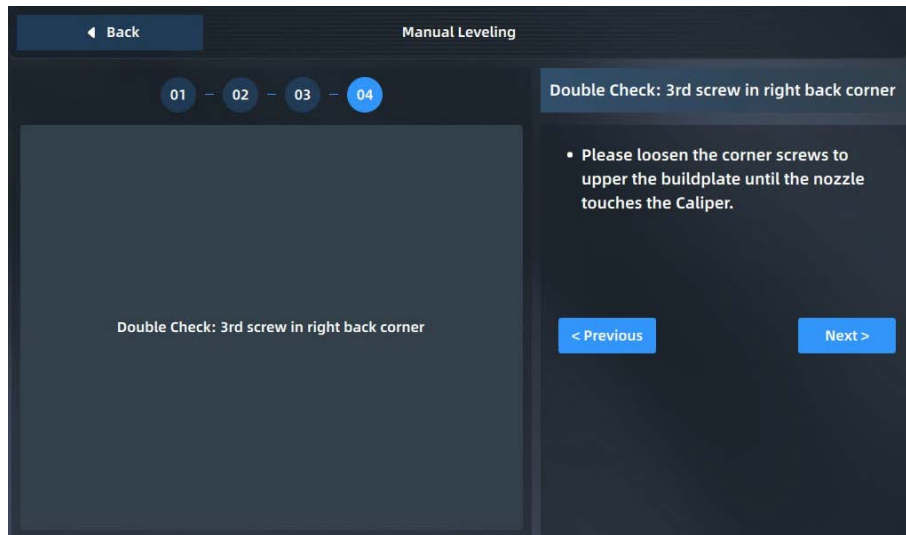 Back
Manual Leveling
01 - 02 - 03 - 04
Double Check: 3rd screw in right back corner
Double Check: 3rd screw in right back corner
• Please loosen the corner screws to
upper the buildplate until the nozzle
touches the Caliper.
< Previous
Next >